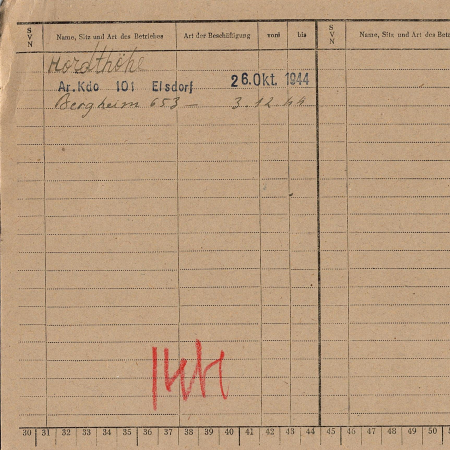 S V N Name, Sitz und Art des Betriebes Art der Beschäftigung vom bis S V N Name, Sitz und Art des Betr
Nordthöhe
Ar.Kdo 101 Elsdorf 26.Okt. 1944
Bergheim 653 — 3.12.44
30 31 32 33 34 35 36 37 38 39 40 41 42 43 44 45 46 47 48 49 50